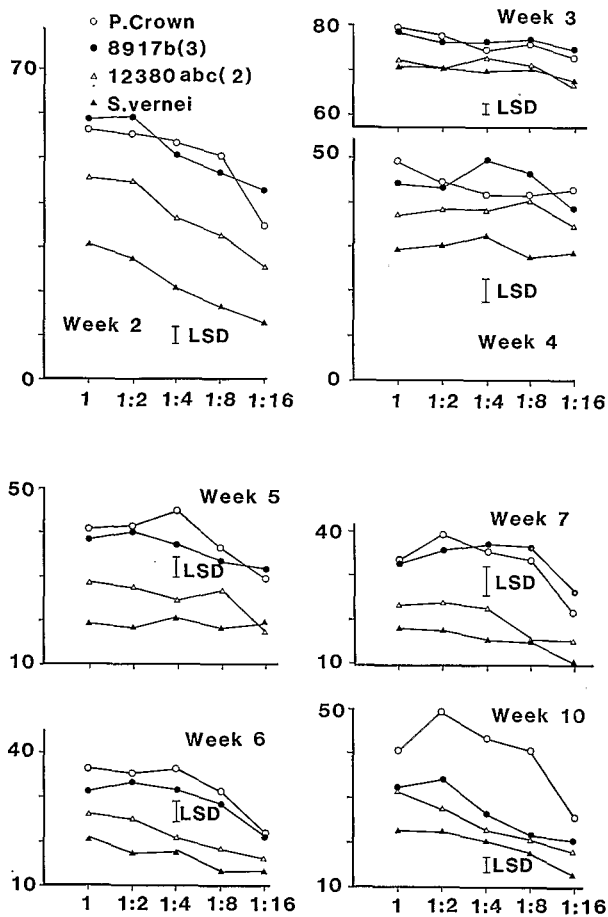 P.Crown
8917b(3)
12380abc(2)
S.vernei
70
0
Week 2
LSD
1 1:2 1:4 1:8 1:16
Week 3
80
60
LSD
50
0
LSD
Week 4
1 1:2 1:4 1:8 1:16
Week 5
50
10
LSD
Week 7
40
10
LSD
Week 6
40
10
LSD
1 1:2 1:4 1:8 1:16
Week 10
50
10
LSD
1 1:2 1:4 1:8 1:16